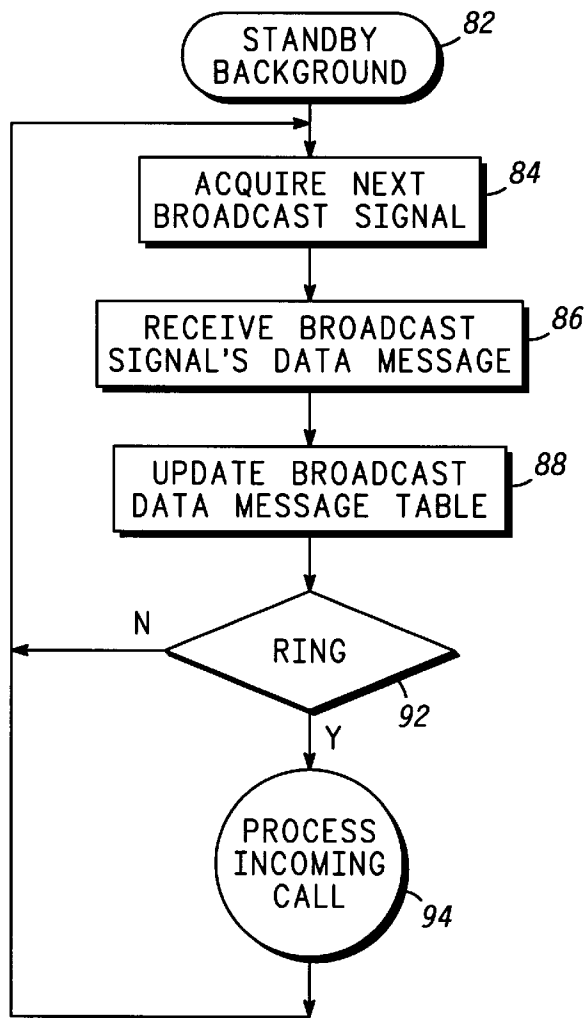 STANDBY
BACKGROUND
82
ACQUIRE NEXT
BROADCAST SIGNAL
84
RECEIVE BROADCAST
SIGNAL'S DATA MESSAGE
86
UPDATE BROADCAST
DATA MESSAGE TABLE
88
N
RING
92
Y
PROCESS
INCOMING
CALL
94